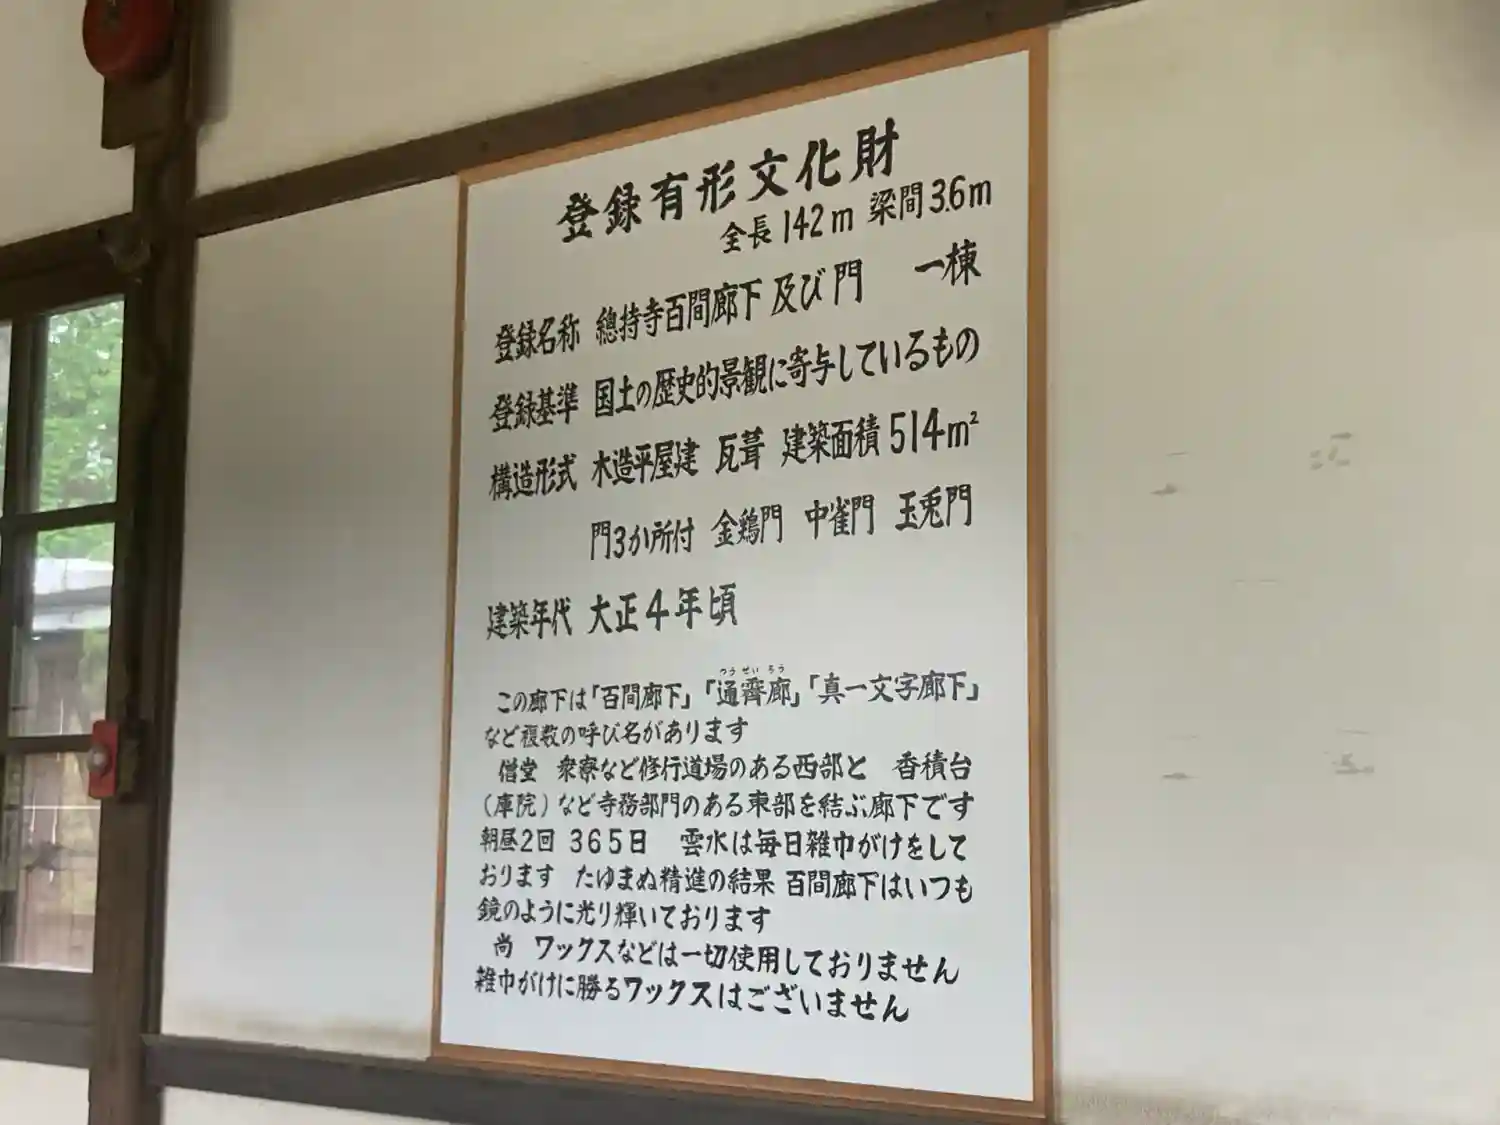 登録有形文化財
全長142m 梁間3.6m
登録名称 總持寺百間廊下及び門 一棟
登録基準 国土の歴史的景観に寄与しているもの
構造形式 木造平屋建 瓦葺 建築面積514m²
門3か所付 金鶏門 中雀門 玉兎門
建築年代 大正4年頃
つうせいろう
この廊下は「百間廊下」「通霽廊」「真一文字廊下」
など複数の呼び名があります
僧堂 衆寮など修行道場のある西部と 香積台
(庫院)など寺務部門のある東部を結ぶ廊下です
朝昼2回 365日 雲水は毎日雑巾がけをして
おります たゆまぬ精進の結果 百間廊下はいつも
鏡のように光り輝いております
尚 ワックスなどは一切使用しておりません
雑巾がけに勝るワックスはございません